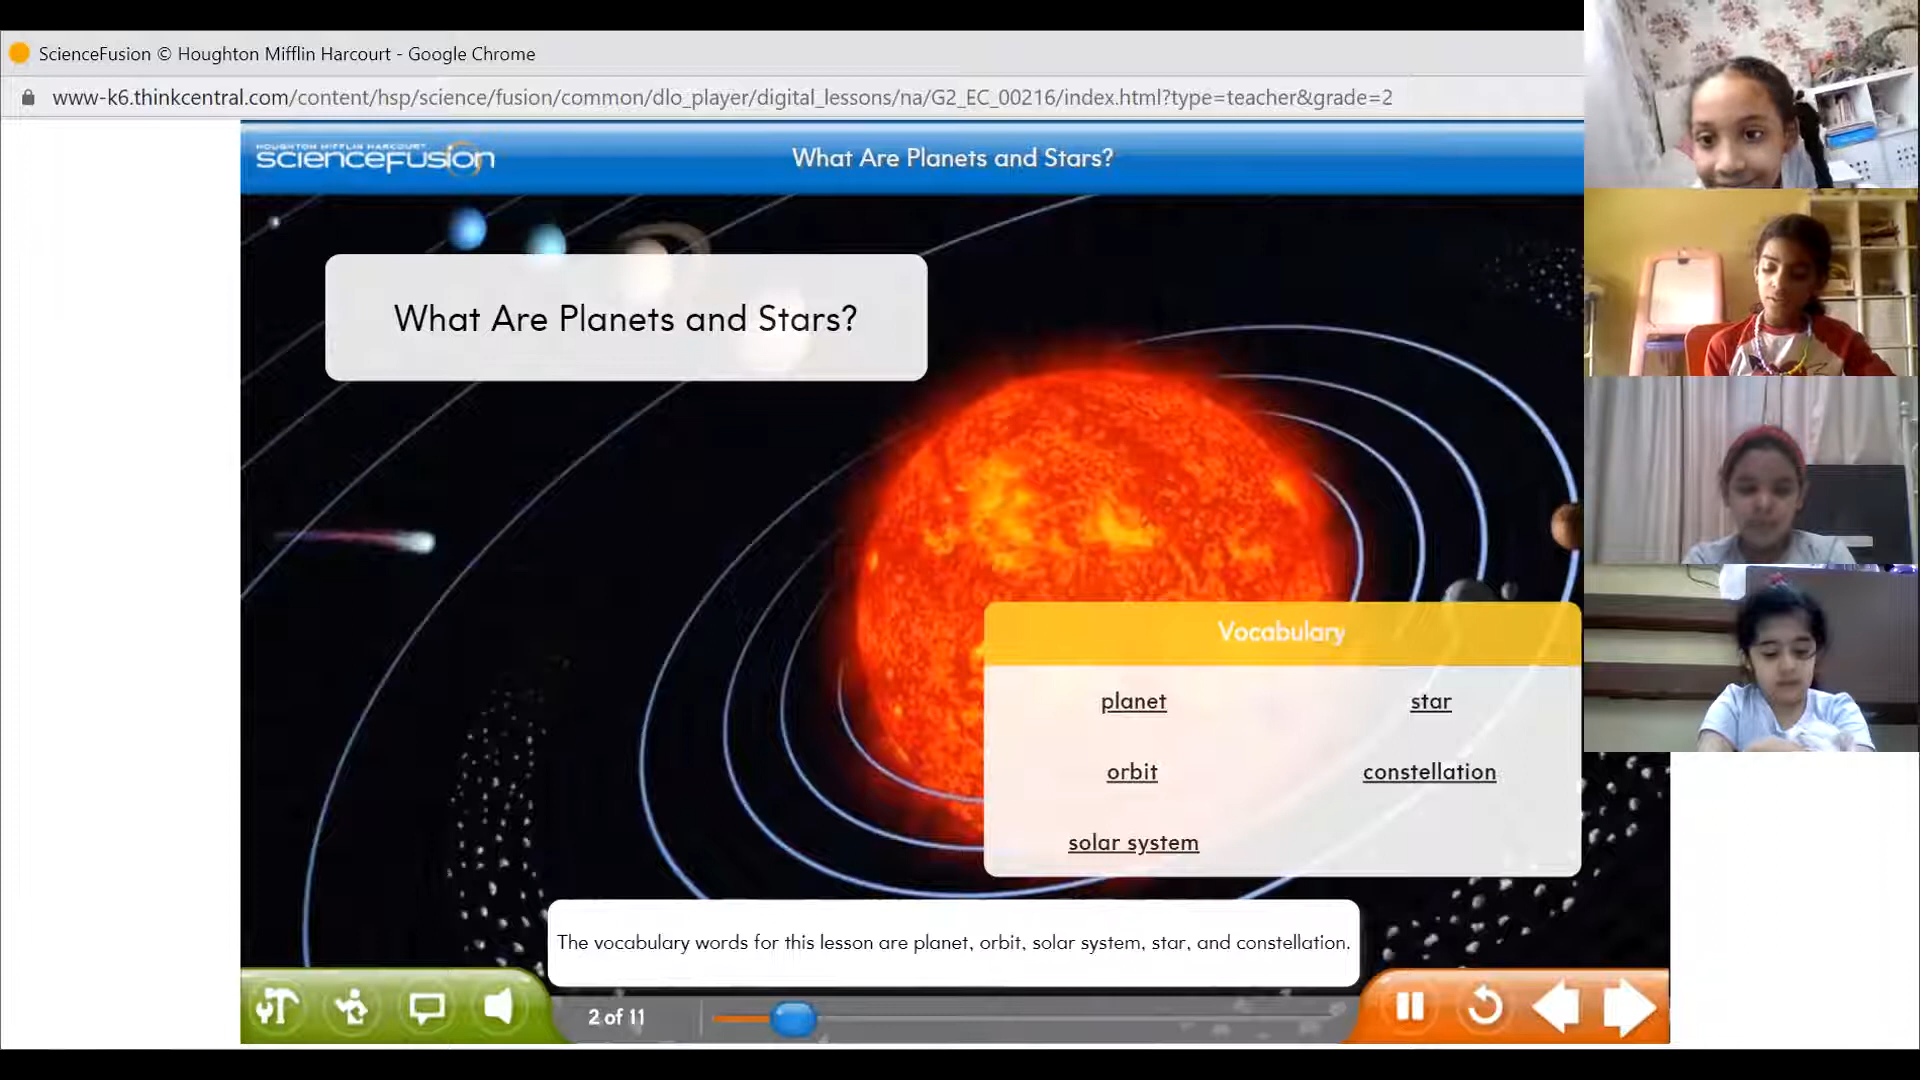 ScienceFusion © Houghton Mifflin Harcourt - Google Chrome
www-k6.thinkcentral.com/content/hsp/science/fusion/common/dlo_player/digital_lessons/na/G2_EC_00216/index.html?type=teacher&grade=2
HOUGHTON MIFFLIN HARCOURT
scienceFusion
What Are Planets and Stars?
What Are Planets and Stars?
Vocabulary
planet star
orbit constellation
solar system
The vocabulary words for this lesson are planet, orbit, solar system, star, and constellation.
2 of 11